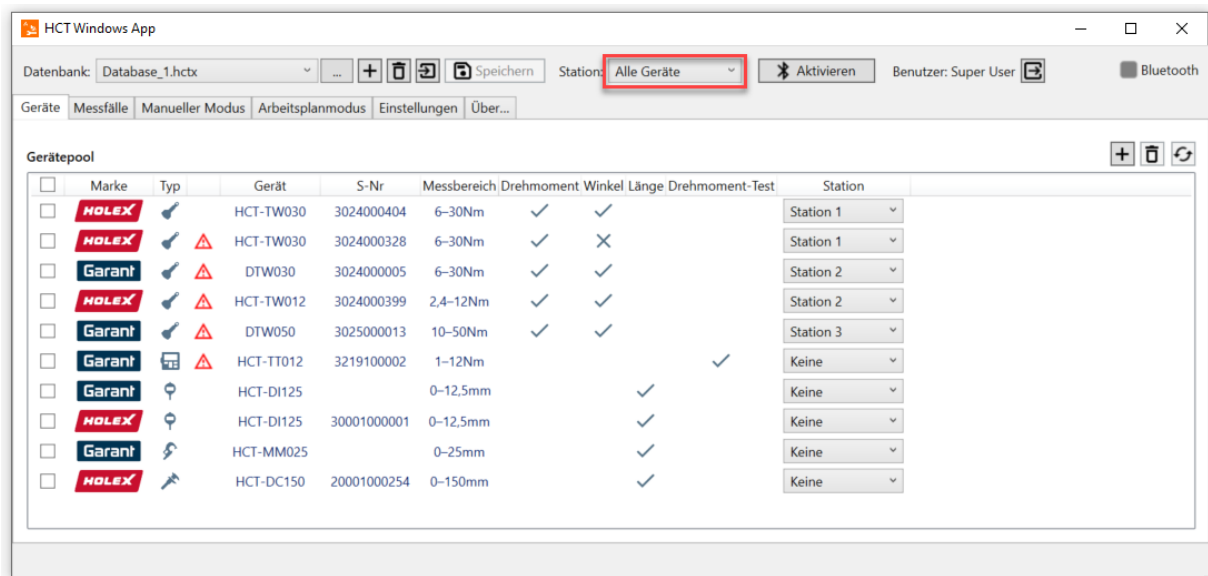 HCT Windows App
Datenbank: Database_1.hctx ... Speichern Station: Alle Geräte Aktivieren Benutzer: Super User Bluetooth
Geräte Messfälle Manueller Modus Arbeitsplanmodus Einstellungen Über...
Gerätepool
Marke Typ Gerät S-Nr Messbereich Drehmoment Winkel Länge Drehmoment-Test Station
HOLEX HCT-TW030 3024000404 6–30Nm Station 1
HOLEX HCT-TW030 3024000328 6–30Nm Station 1
Garant DTW030 3024000005 6–30Nm Station 2
HOLEX HCT-TW012 3024000399 2,4–12Nm Station 2
Garant DTW050 3025000013 10–50Nm Station 3
Garant HCT-TT012 3219100002 1–12Nm Keine
Garant HCT-DI125 0–12,5mm Keine
HOLEX HCT-DI125 30001000001 0–12,5mm Keine
Garant HCT-MM025 0–25mm Keine
HOLEX HCT-DC150 20001000254 0–150mm Keine